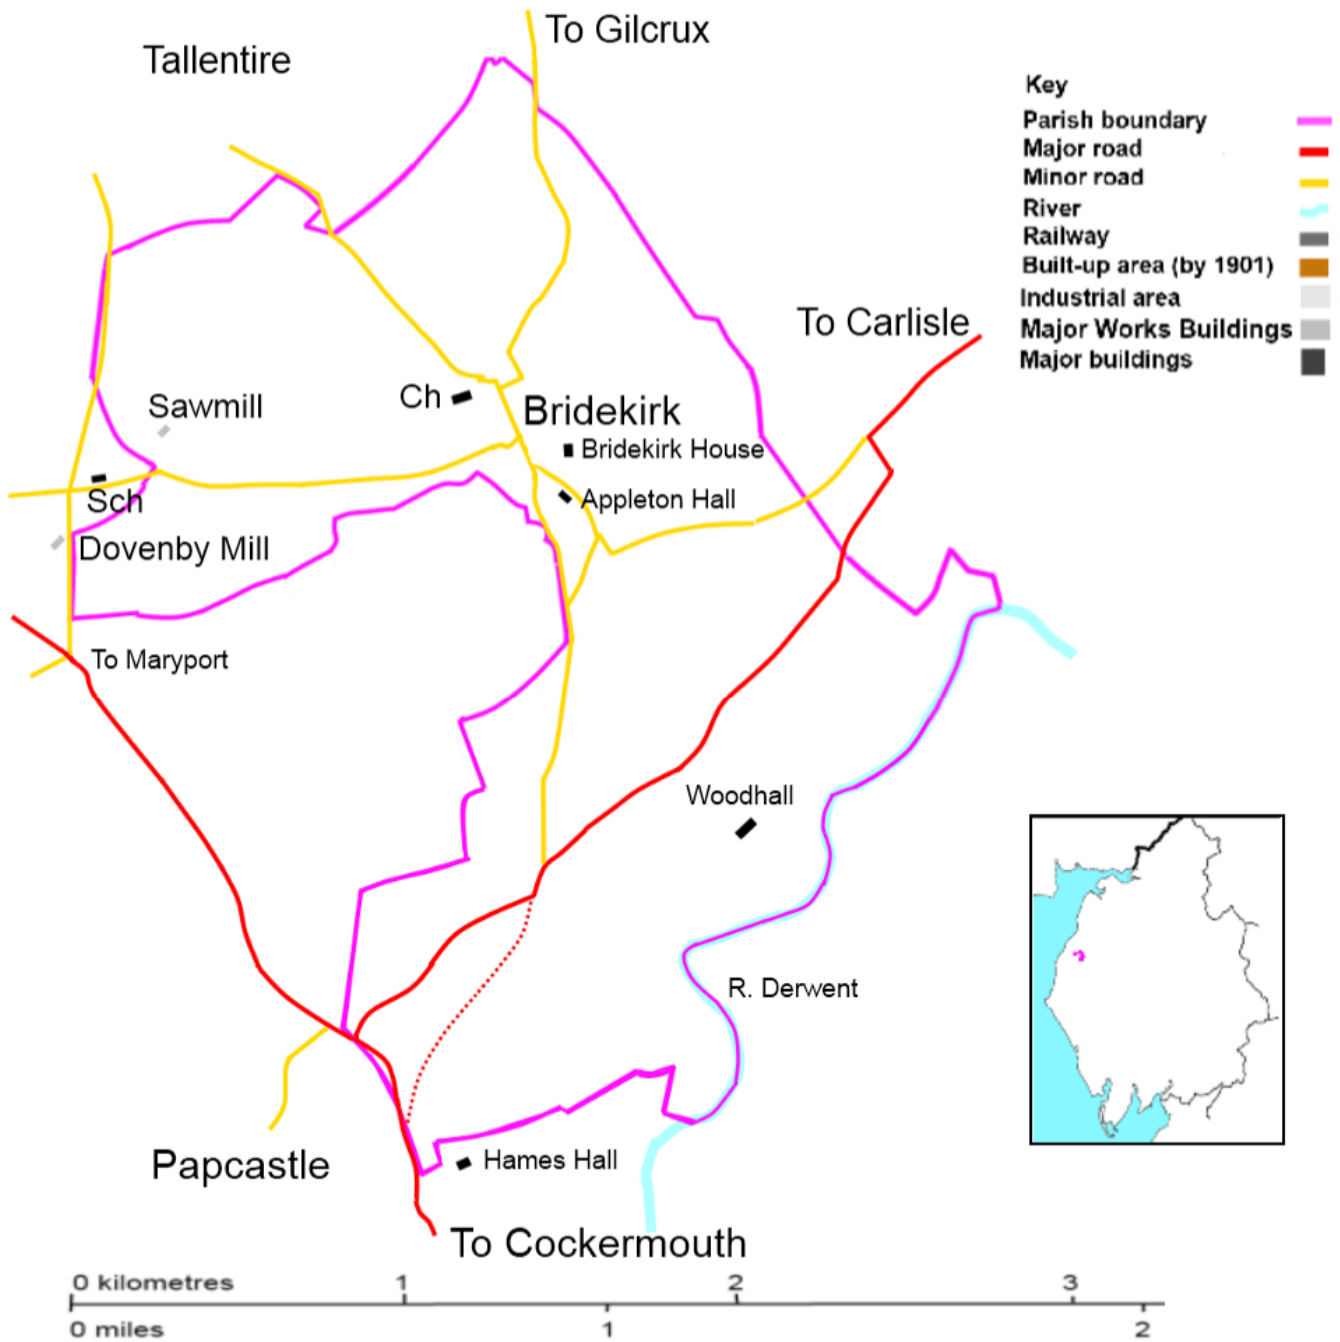 To Gilcrux
Tallentire
Key
Parish boundary
Major road
Minor road
River
Railway
Built-up area (by 1901)
Industrial area
Major Works Buildings
Major buildings
To Carlisle
Ch
Sawmill
Bridekirk
Bridekirk House
Sch
Appleton Hall
Dovenby Mill
To Maryport
Woodhall
R. Derwent
Papcastle
Hames Hall
To Cockermouth
0 kilometres 1 2 3
0 miles 1 2